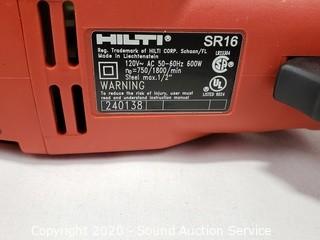 HILTI SR16
Reg. Trademark of HILTI CORP. Schaan/FL
Made in Liechtenstein
120V~ AC 50-60Hz 600W
n₀=750/1800/min
Steel max.1/2"
WARNING
To reduce the risk of injury, user must
read and understand instruction manual
240138
UL
LISTED
Copyright 2020 - Sound Auction Service